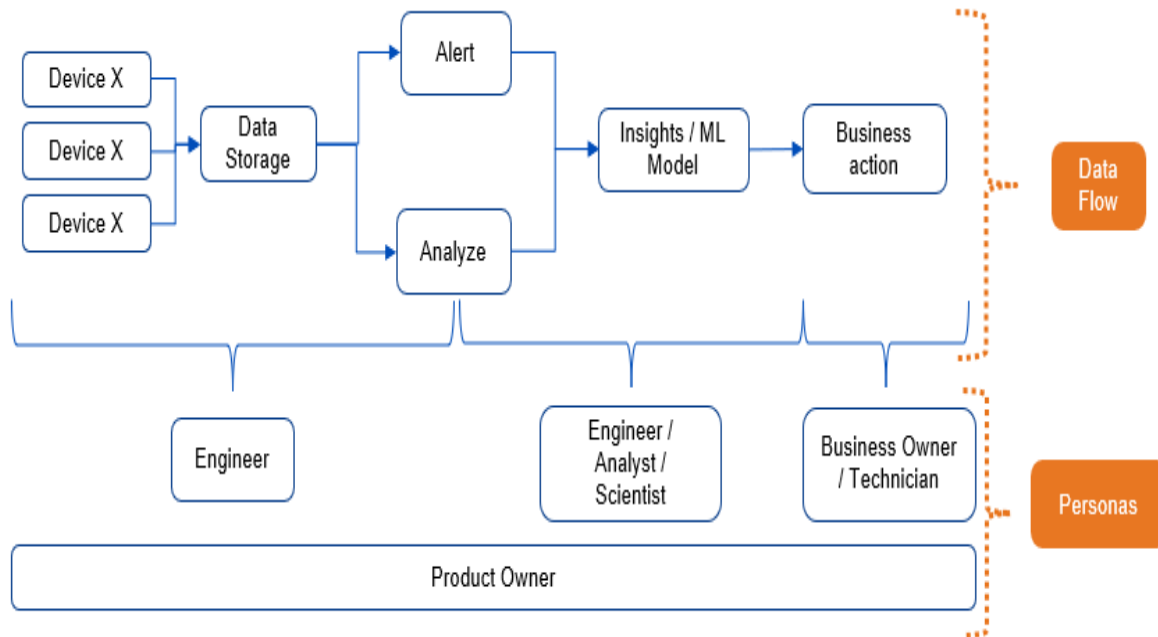 Device X
Device X
Device X
Data
Storage
Alert
Analyze
Insights / ML
Model
Business
action
Data
Flow
Engineer
Engineer /
Analyst /
Scientist
Business Owner
/ Technician
Personas
Product Owner